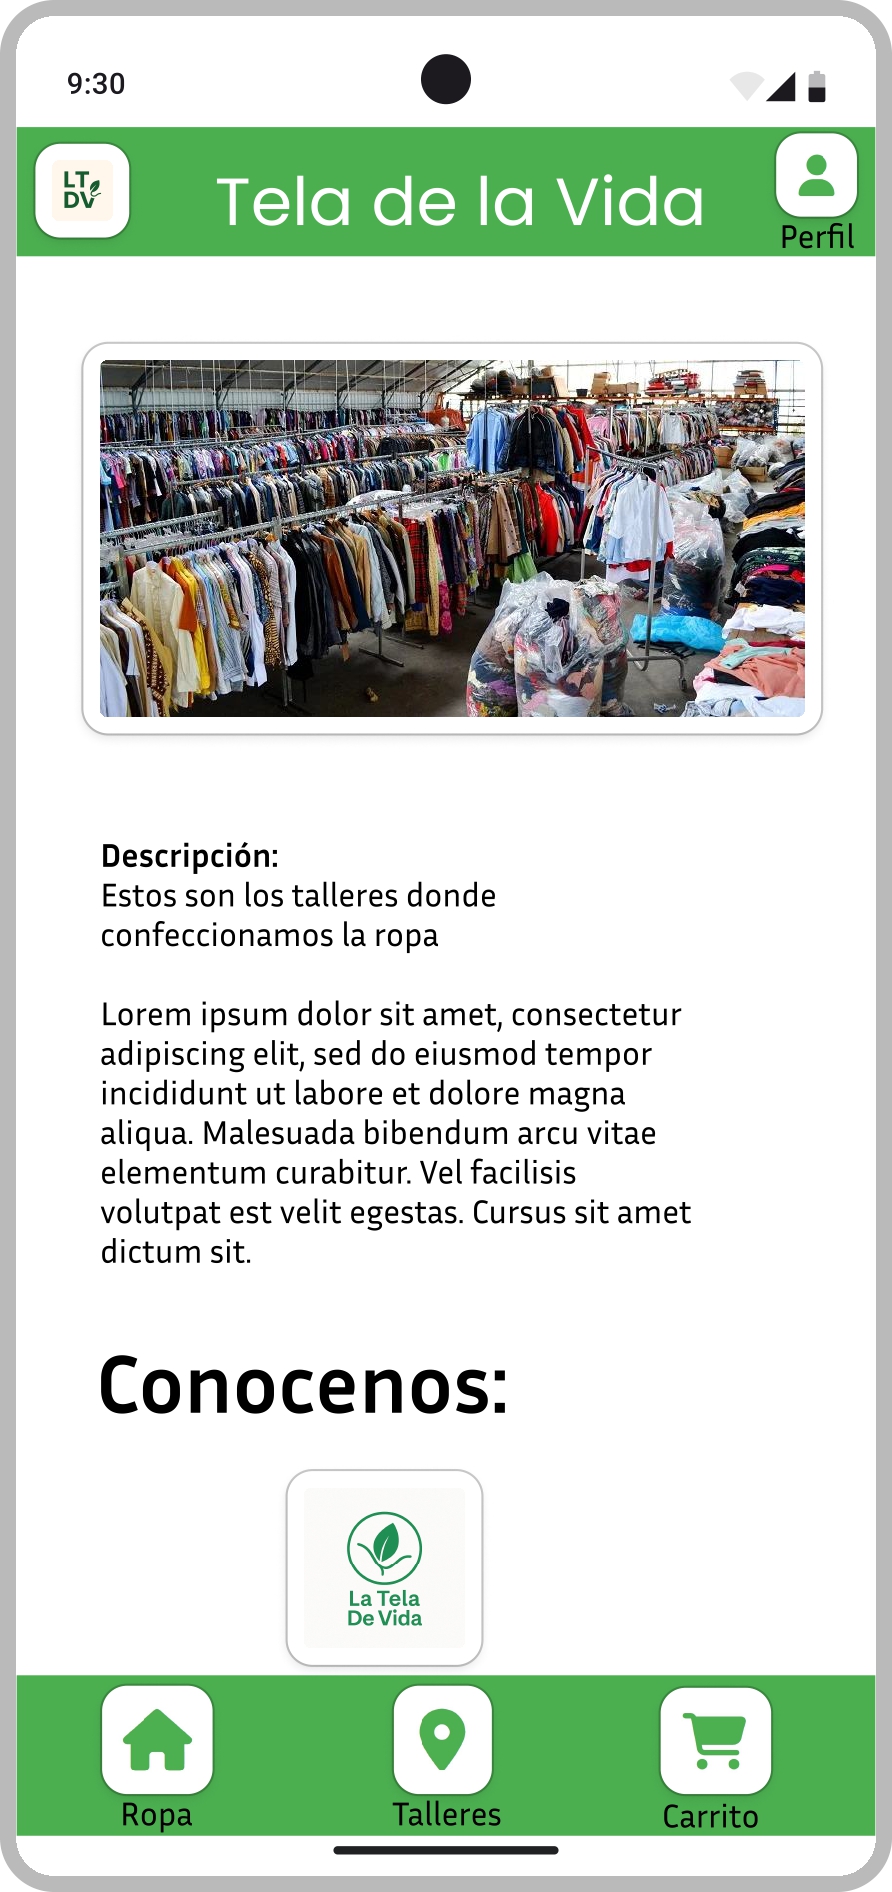 9:30
LT
DV
Tela de la Vida
Perfil
Descripción:
Estos son los talleres donde
confeccionamos la ropa
Lorem ipsum dolor sit amet, consectetur
adipiscing elit, sed do eiusmod tempor
incididunt ut labore et dolore magna
aliqua. Malesuada bibendum arcu vitae
elementum curabitur. Vel facilisis
volutpat est velit egestas. Cursus sit amet
dictum sit.
Conocenos:
La Tela
De Vida
Ropa
Talleres
Carrito